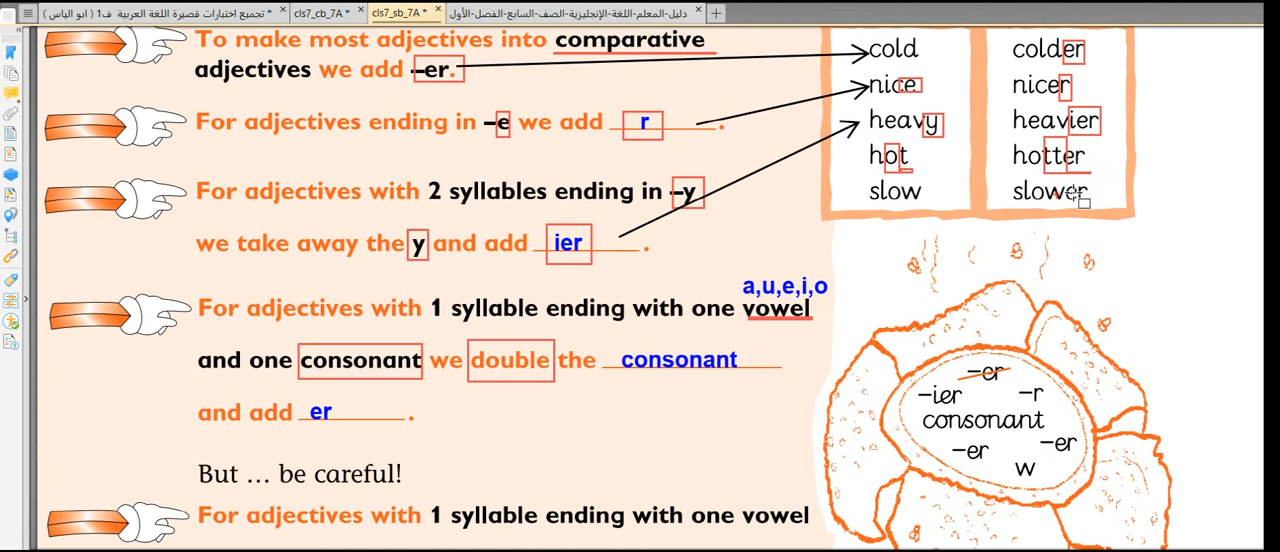 تجميع اختبارات قصيرة اللغة العربية ف1 ( ابو الياس ) *
cls7_cb_7A *
cls7_sb_7A *
دليل-المعلم-اللغة-الإنجليزية-الصف-السابع-الفصل-الأول
To make most adjectives into comparative
adjectives we add –er.
For adjectives ending in –e we add r.
For adjectives with 2 syllables ending in –y
we take away the y and add ier.
a,u,e,i,o
For adjectives with 1 syllable ending with one vowel
and one consonant we double the consonant
and add er.
But … be careful!
For adjectives with 1 syllable ending with one vowel
cold colder
nice nicer
heavy heavier
hot hotter
slow slower
–er
–ier –r
consonant
–er –er
w